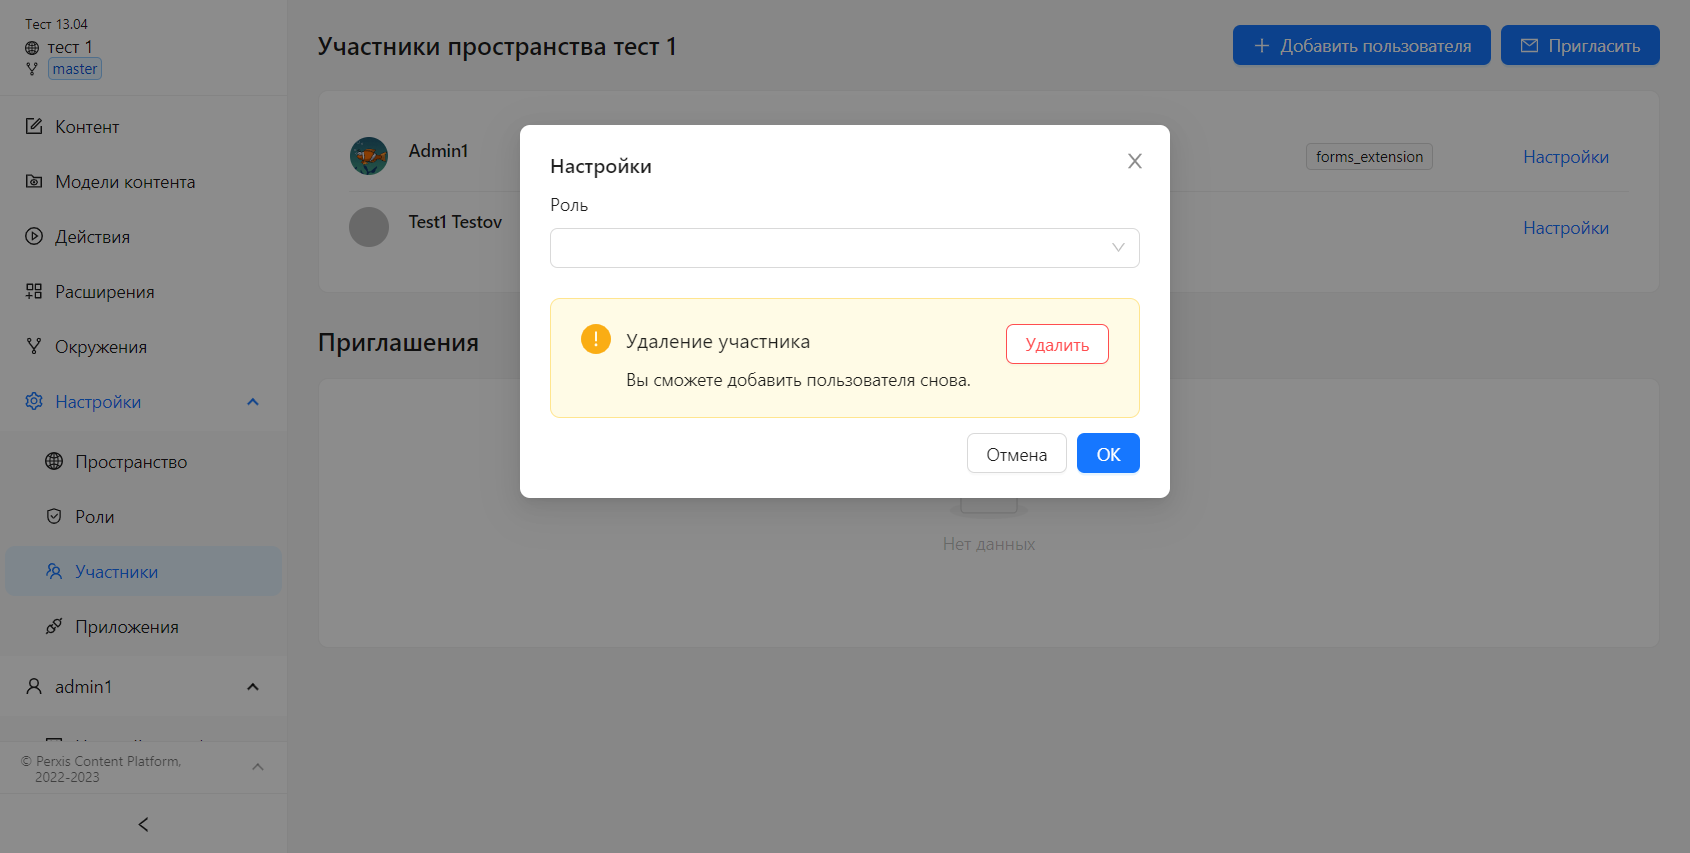 Тест 13.04
тест 1
master
Контент
Модели контента
Действия
Расширения
Окружения
Настройки
Пространство
Роли
Участники
Приложения
admin1
© Perxis Content Platform,
2022-2023
Участники пространства тест 1
Добавить пользователя
Пригласить
Admin1
forms_extension
Настройки
Test1 Testov
Настройки
Приглашения
Нет данных
Настройки
Роль
Удаление участника
Удалить
Вы сможете добавить пользователя снова.
Отмена
ОК